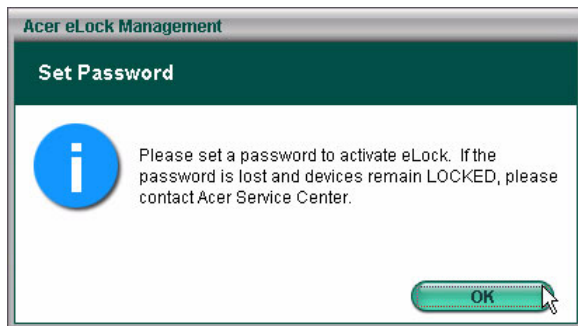 Acer eLock Management
Set Password
Please set a password to activate eLock. If the
password is lost and devices remain LOCKED, please
contact Acer Service Center.
OK